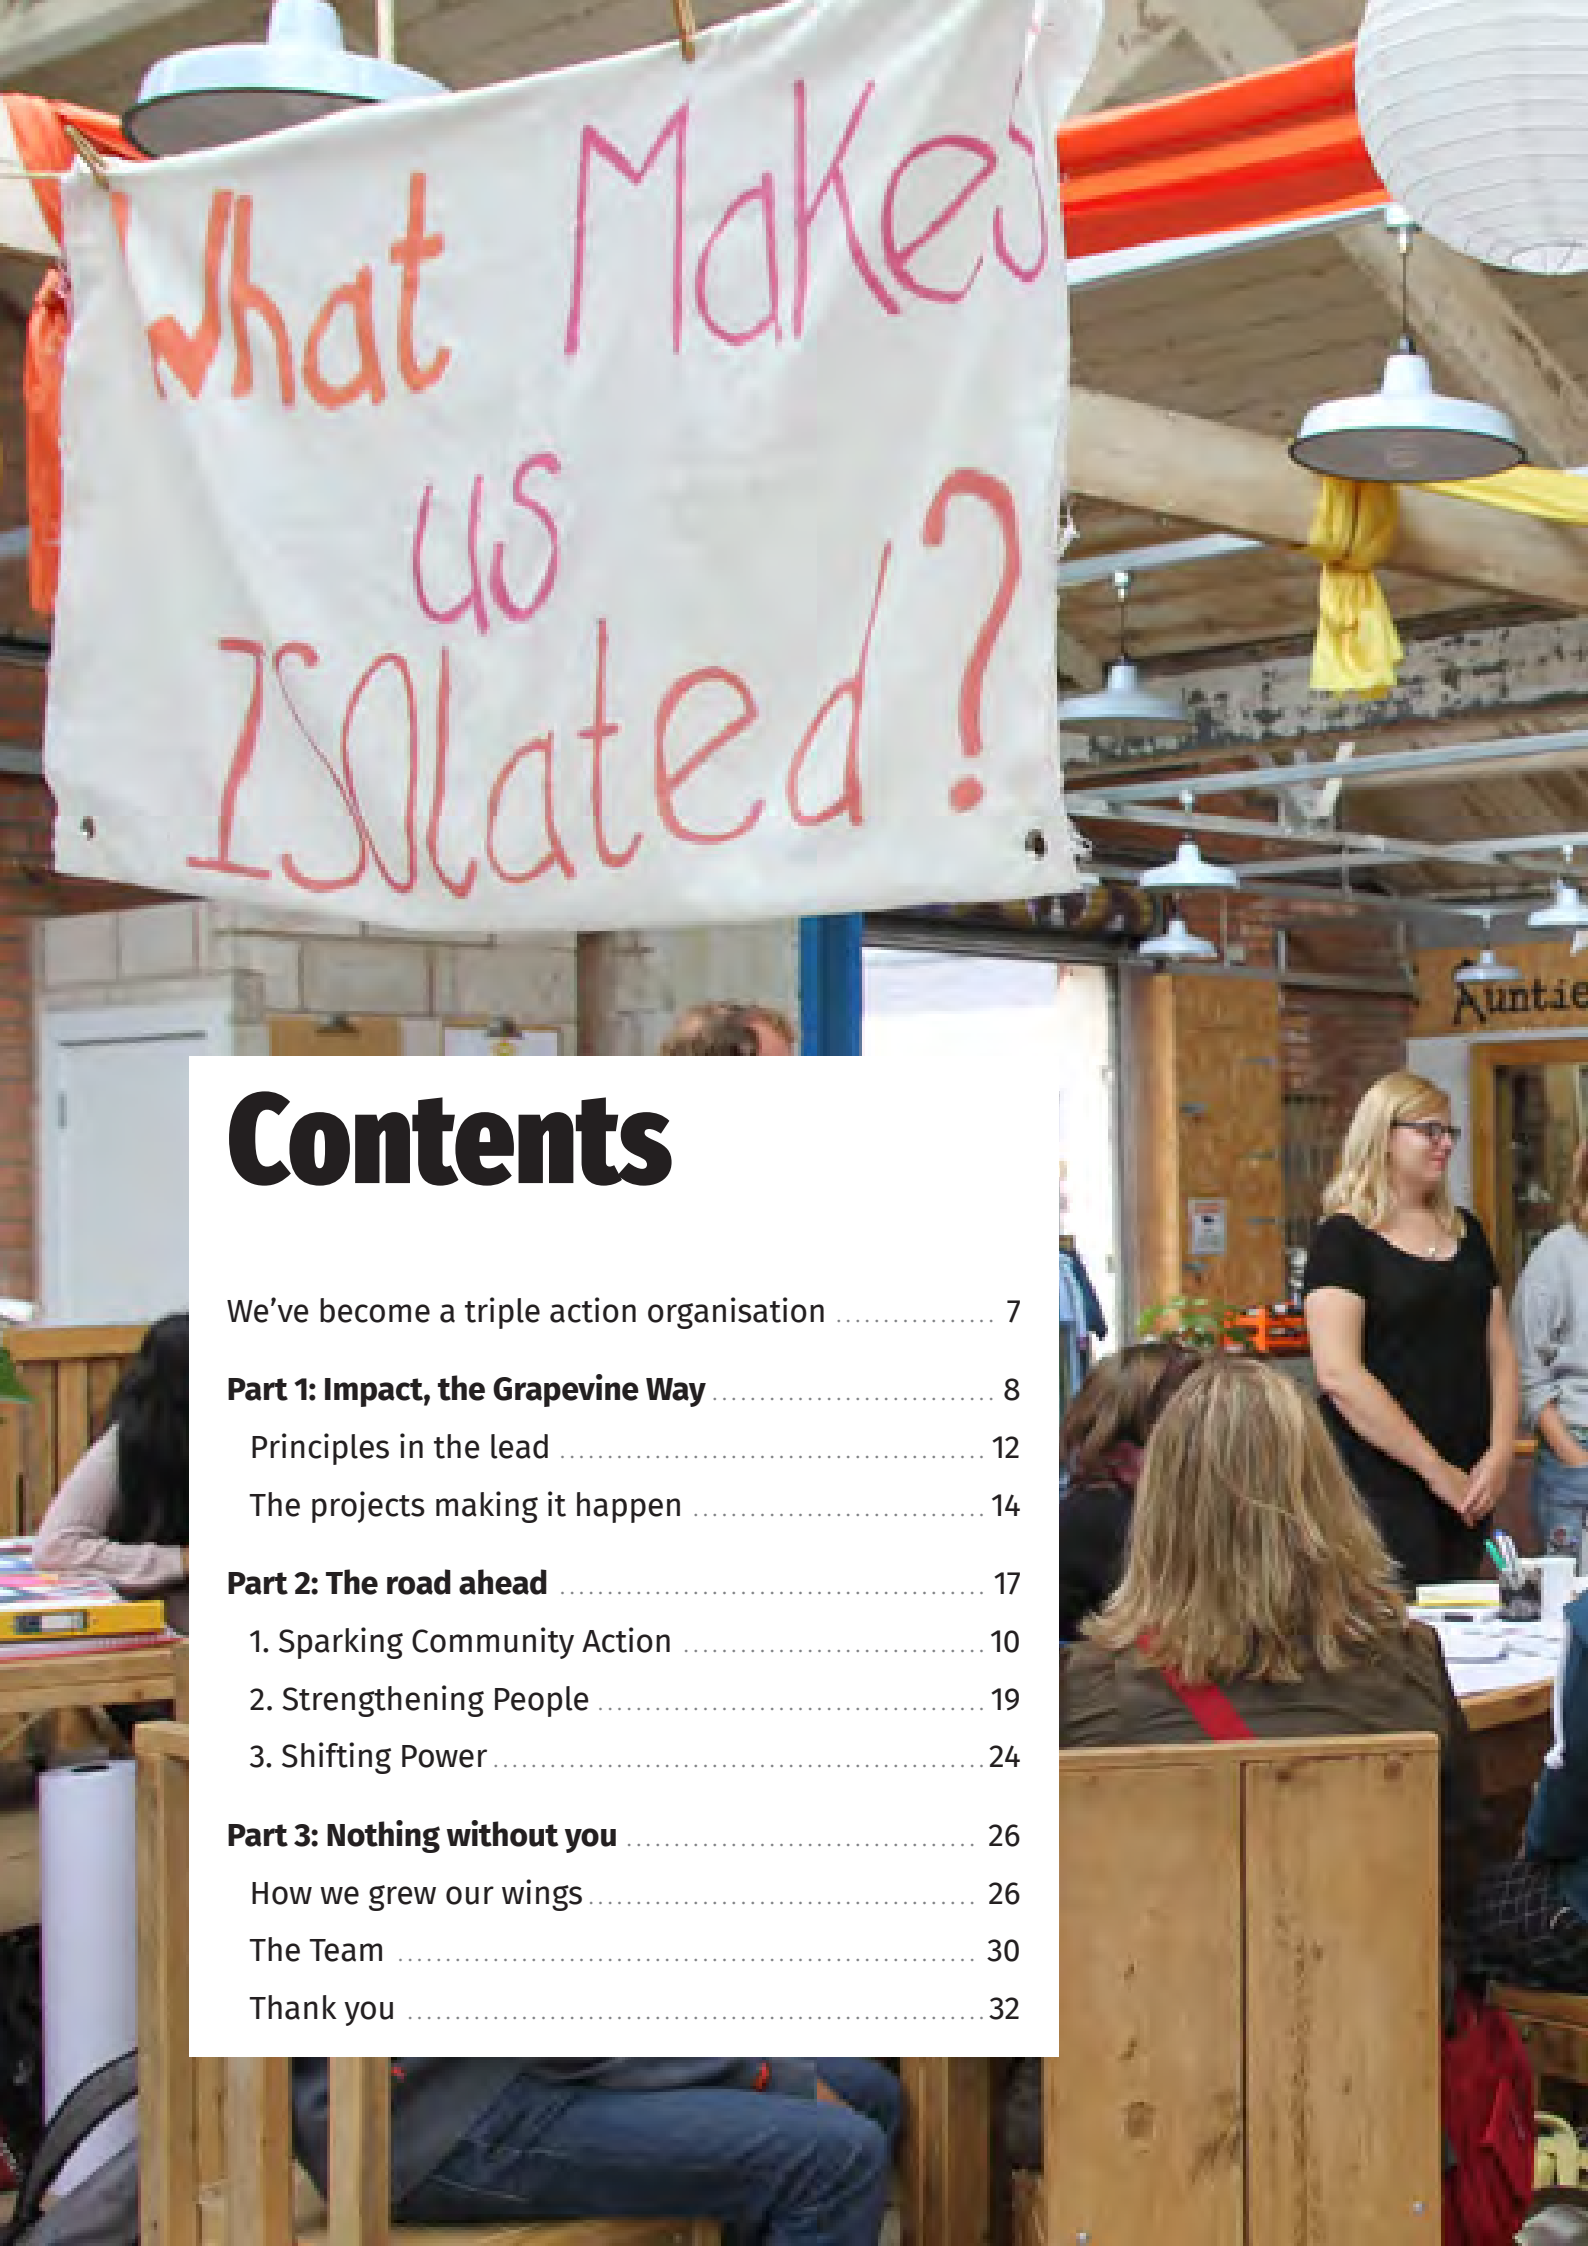 What Makes
us
Isolated?
Auntie
Contents
We've become a triple action organisation 7
Part 1: Impact, the Grapevine Way 8
Principles in the lead 12
The projects making it happen 14
Part 2: The road ahead 17
1. Sparking Community Action 10
2. Strengthening People 19
3. Shifting Power 24
Part 3: Nothing without you 26
How we grew our wings 26
The Team 30
Thank you 32